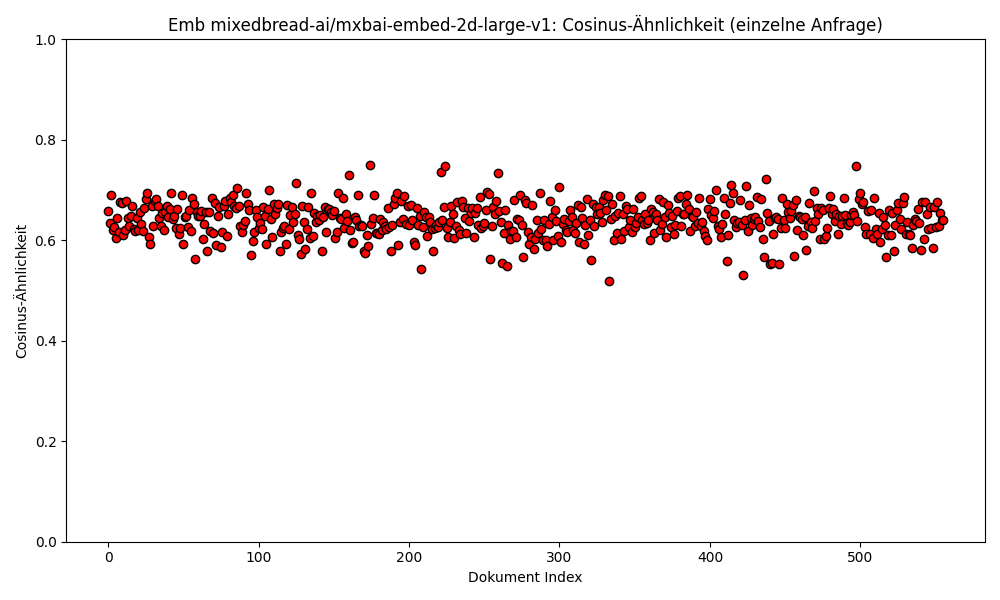 Emb mixedbread-ai/mxbai-embed-2d-large-v1: Cosinus-Ähnlichkeit (einzelne Anfrage)
1.0
0.8
0.6
0.4
0.2
0.0
Cosinus-Ähnlichkeit
0 100 200 300 400 500
Dokument Index